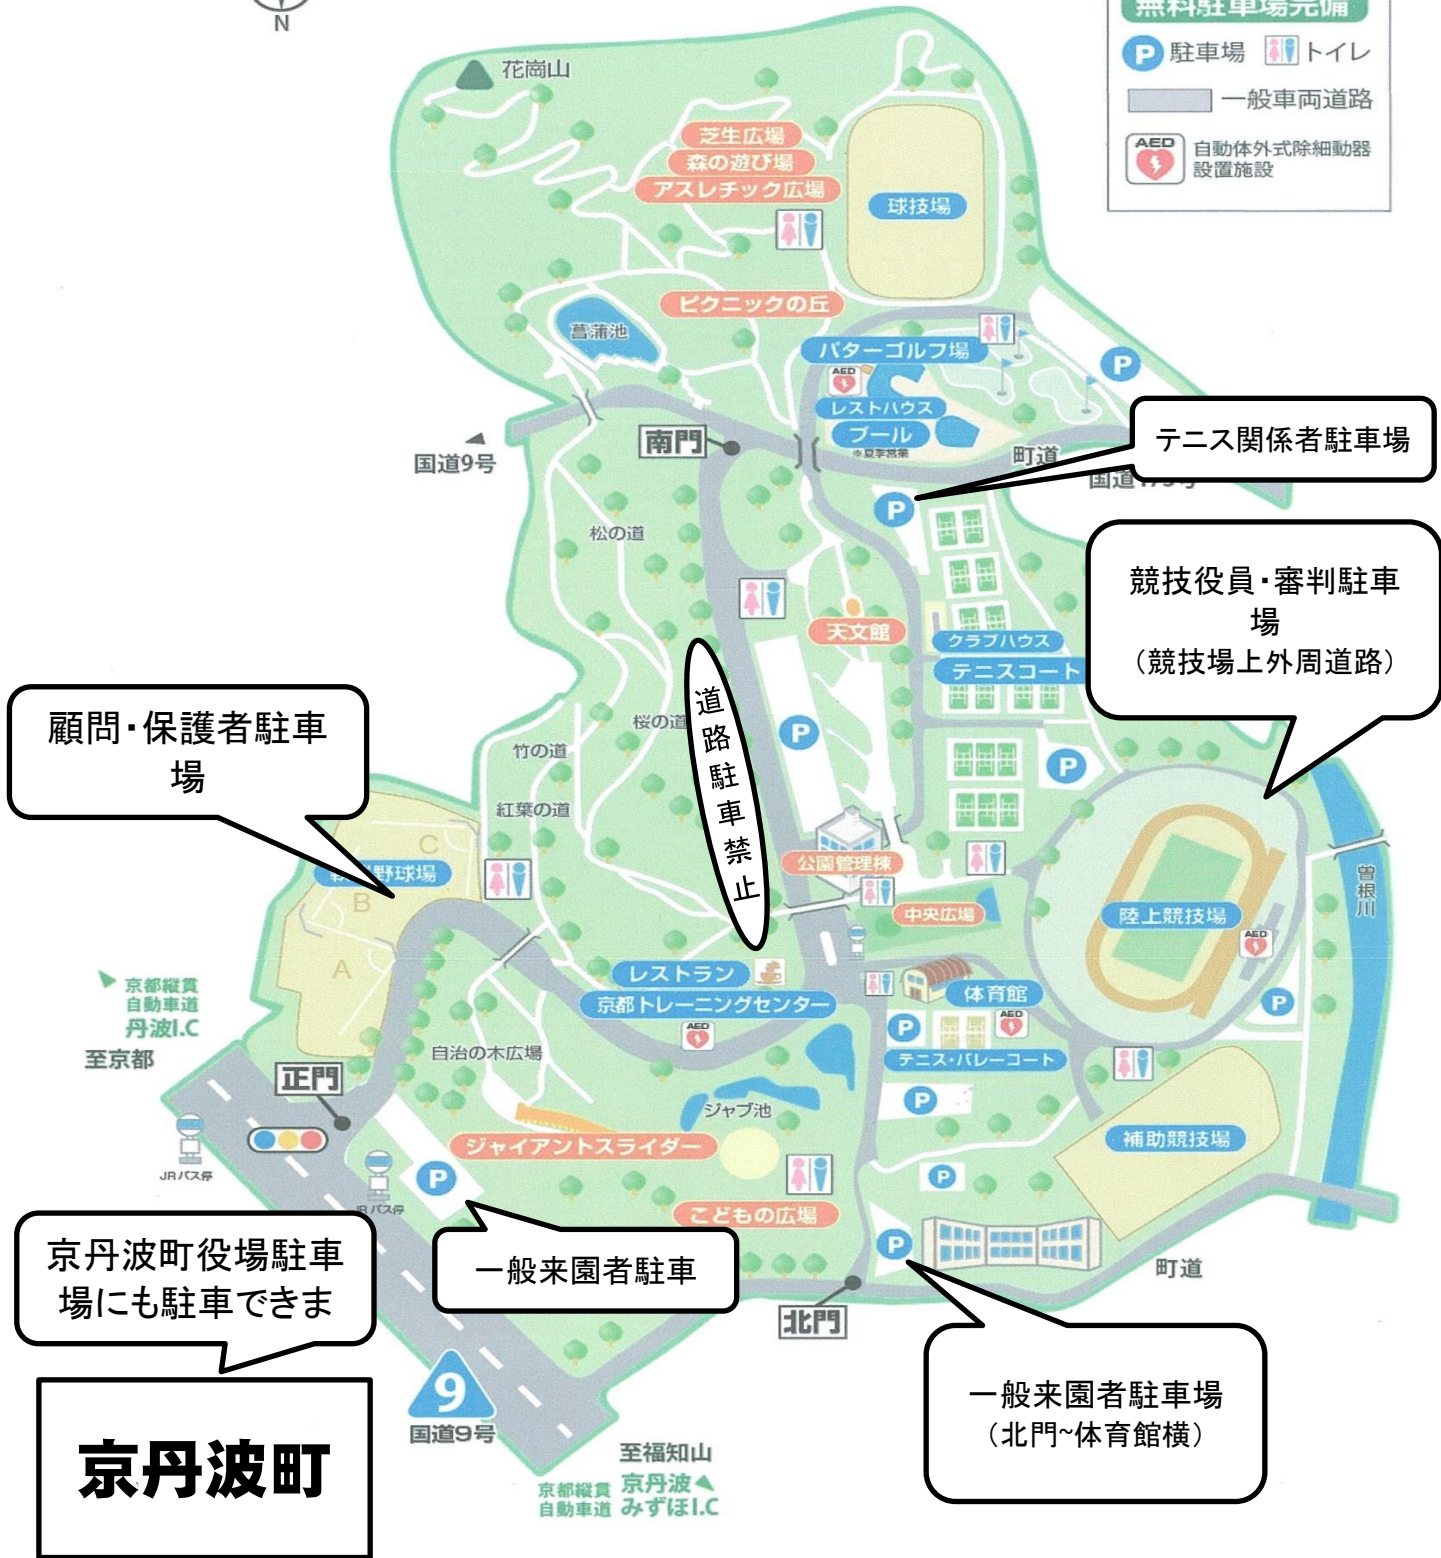 N
無料駐車場完備
P 駐車場 トイレ
一般車両道路
AED 自動体外式除細動器
設置施設
花崗山
芝生広場
森の遊び場
アスレチック広場
球技場
ピクニックの丘
菖蒲池
パターゴルフ場
AED
レストハウス
プール
※夏季営業
P
テニス関係者駐車場
国道9号
南門
町道
P
松の道
競技役員・審判駐車
場
（競技場上外周道路）
天文館
クラブハウス
テニスコート
顧問・保護者駐車
場
桜の道
道路駐車禁止
P
竹の道
P
紅葉の道
C
野球場
B
A
公園管理棟
中央広場
陸上競技場
AED
曽根川
京都縦貫
自動車道
丹波I.C
至京都
レストラン
京都トレーニングセンター
AED
体育館
AED
P
P
テニス・バレーコート
自治の木広場
正門
P
ジャブ池
補助競技場
ジャイアントスライダー
JRバス停
P
JRバス停
P
こどもの広場
京丹波町役場駐車
場にも駐車できま
一般来園者駐車
P
町道
北門
9
国道9号
一般来園者駐車場
（北門~体育館横）
京丹波町
至福知山
京都縦貫
自動車道
京丹波
みずほI.C